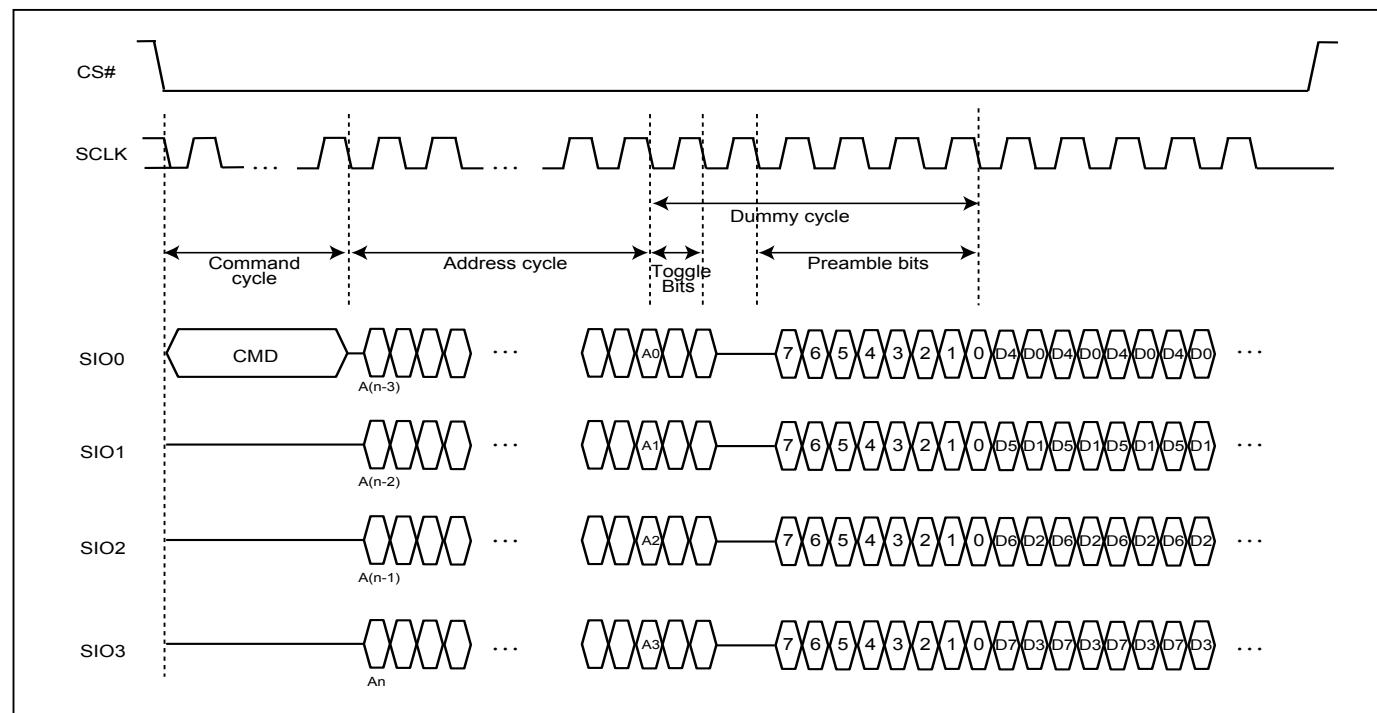 CS#
SCLK ... ...
Dummy cycle
Command cycle
Address cycle
Toggle Bits
Preamble bits
SIO0 CMD ... A0 7 6 5 4 3 2 1 0 D4 D0 D4 D0 D4 D0 D4 D0 ...
A(n-3)
SIO1 ... A1 7 6 5 4 3 2 1 0 D5 D1 D5 D1 D5 D1 D5 D1 ...
A(n-2)
SIO2 ... A2 7 6 5 4 3 2 1 0 D6 D2 D6 D2 D6 D2 D6 D2 ...
A(n-1)
SIO3 ... A3 7 6 5 4 3 2 1 0 D7 D3 D7 D3 D7 D3 D7 D3 ...
An